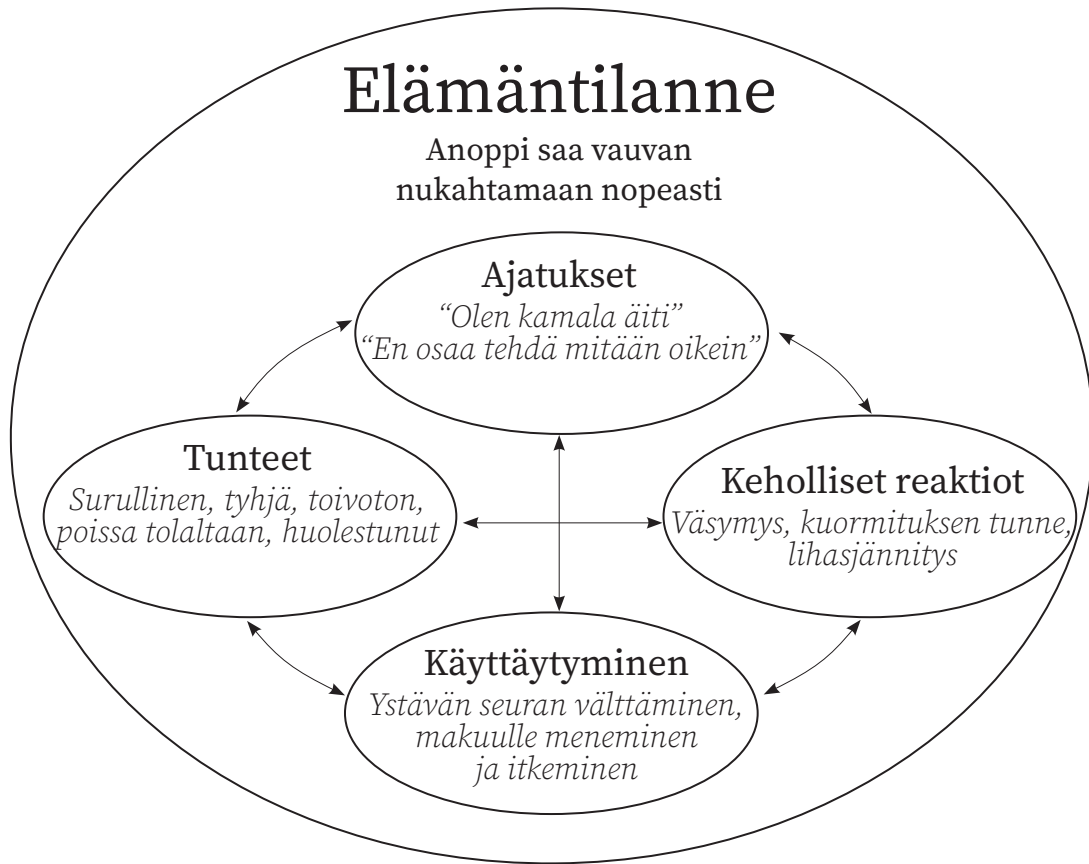 Elämäntilanne
Anoppi saa vauvan
nukahtamaan nopeasti
Ajatukset
“Olen kamala äiti”
“En osaa tehdä mitään oikein”
Tunteet
Surullinen, tyhjä, toivoton,
poissa tolaltaan, huolestunut
Keholliset reaktiot
Väsymys, kuormituksen tunne,
lihasjännitys
Käyttäytyminen
Ystävän seuran välttäminen,
makuulle meneminen
ja itkeminen